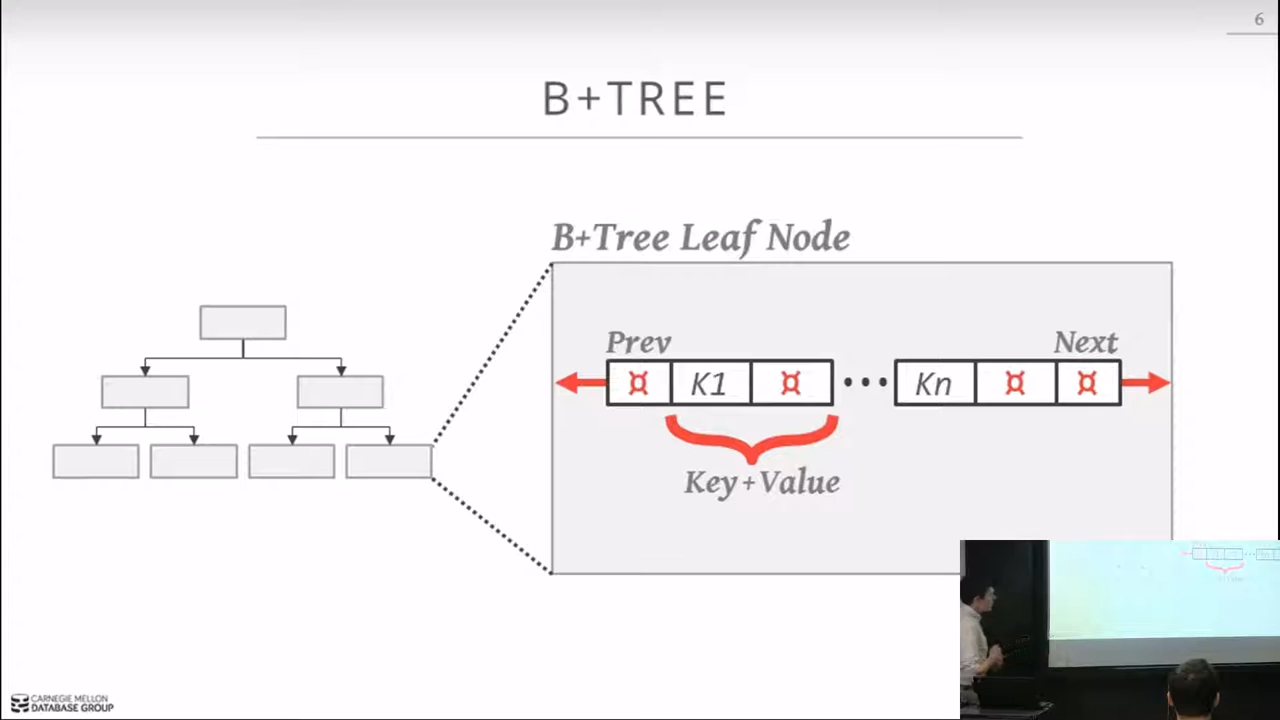 6
B+TREE
B+Tree Leaf Node
Prev
Next
¤ K1 ¤ ... Kn ¤ ¤
Key+Value
CARNEGIE MELLON
DATABASE GROUP